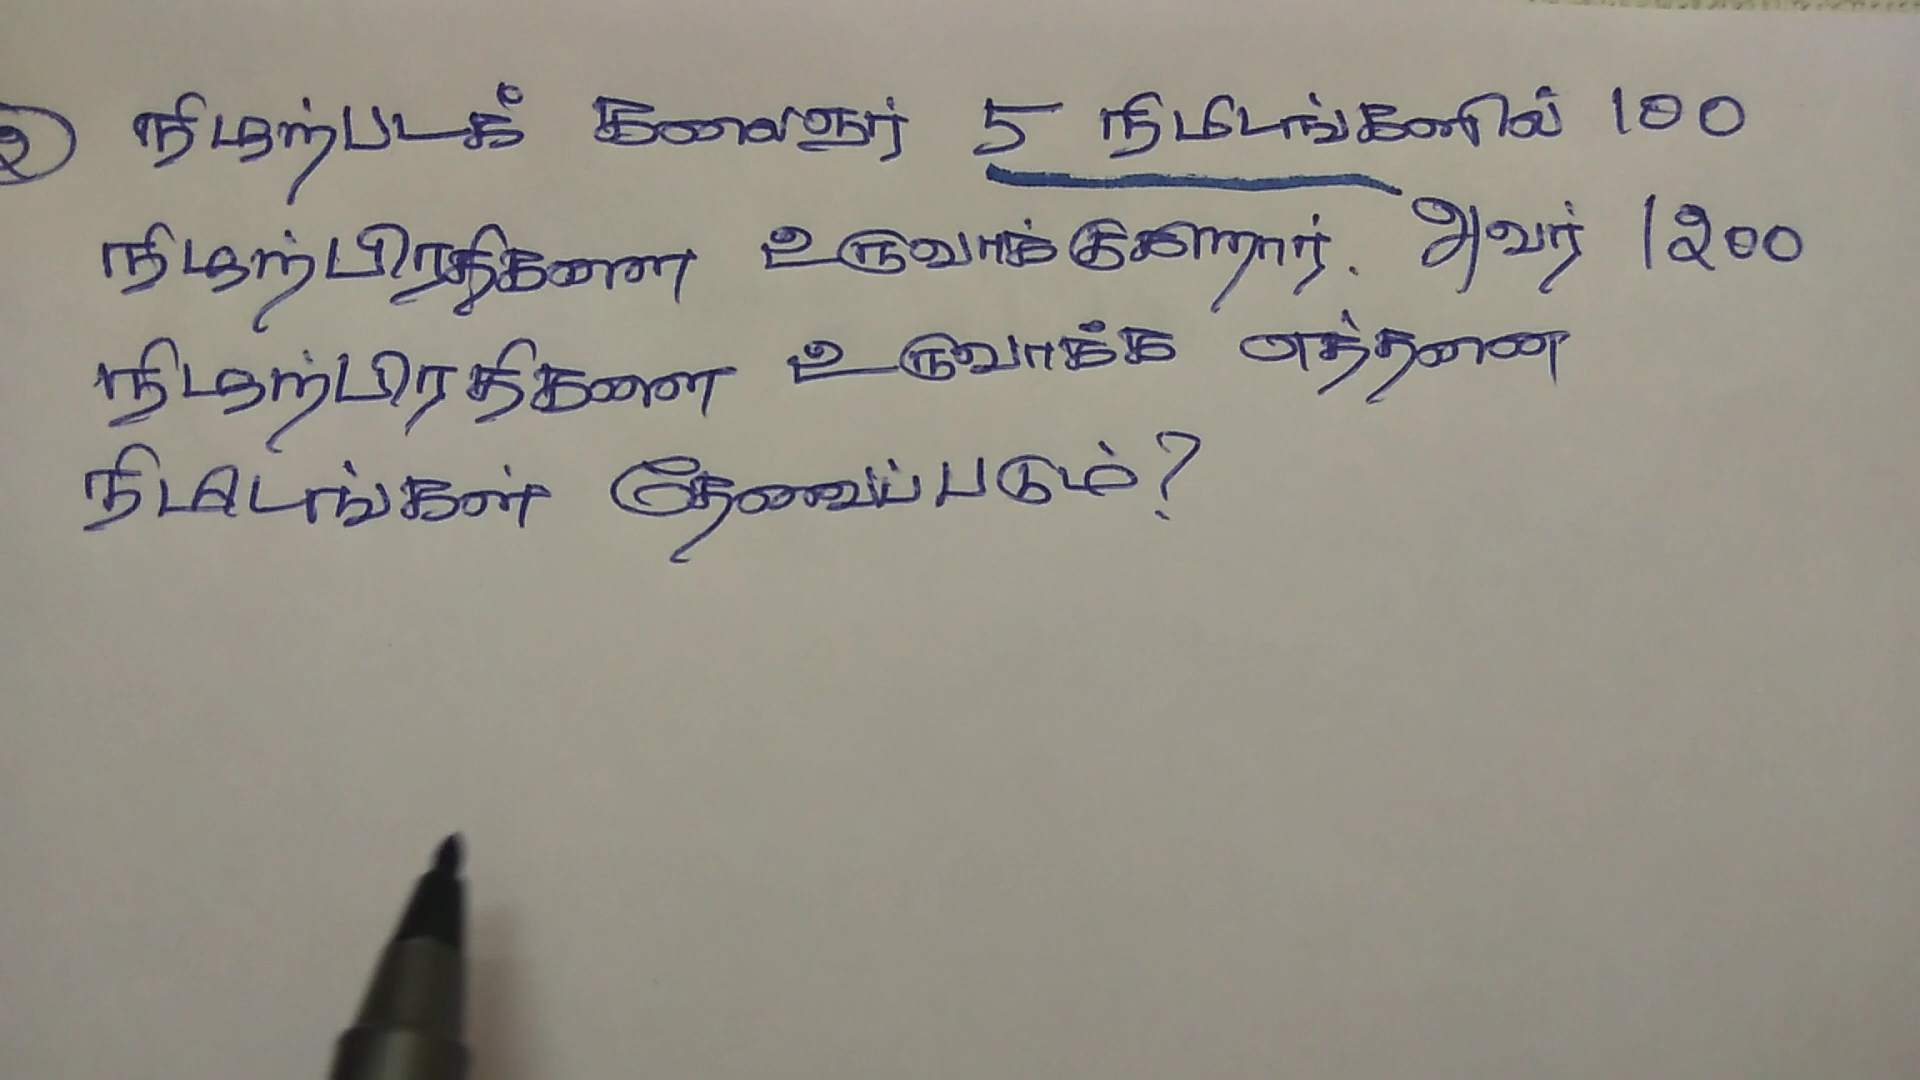 2) நிழற்படக் கலைஞர் 5 நிமிடங்களில் 100
நிழற்பிரதிகளை உருவாக்குகிறார். அவர் 1200
நிழற்பிரதிகளை உருவாக்க எத்தனை
நிமிடங்கள் தேவைப்படும்?